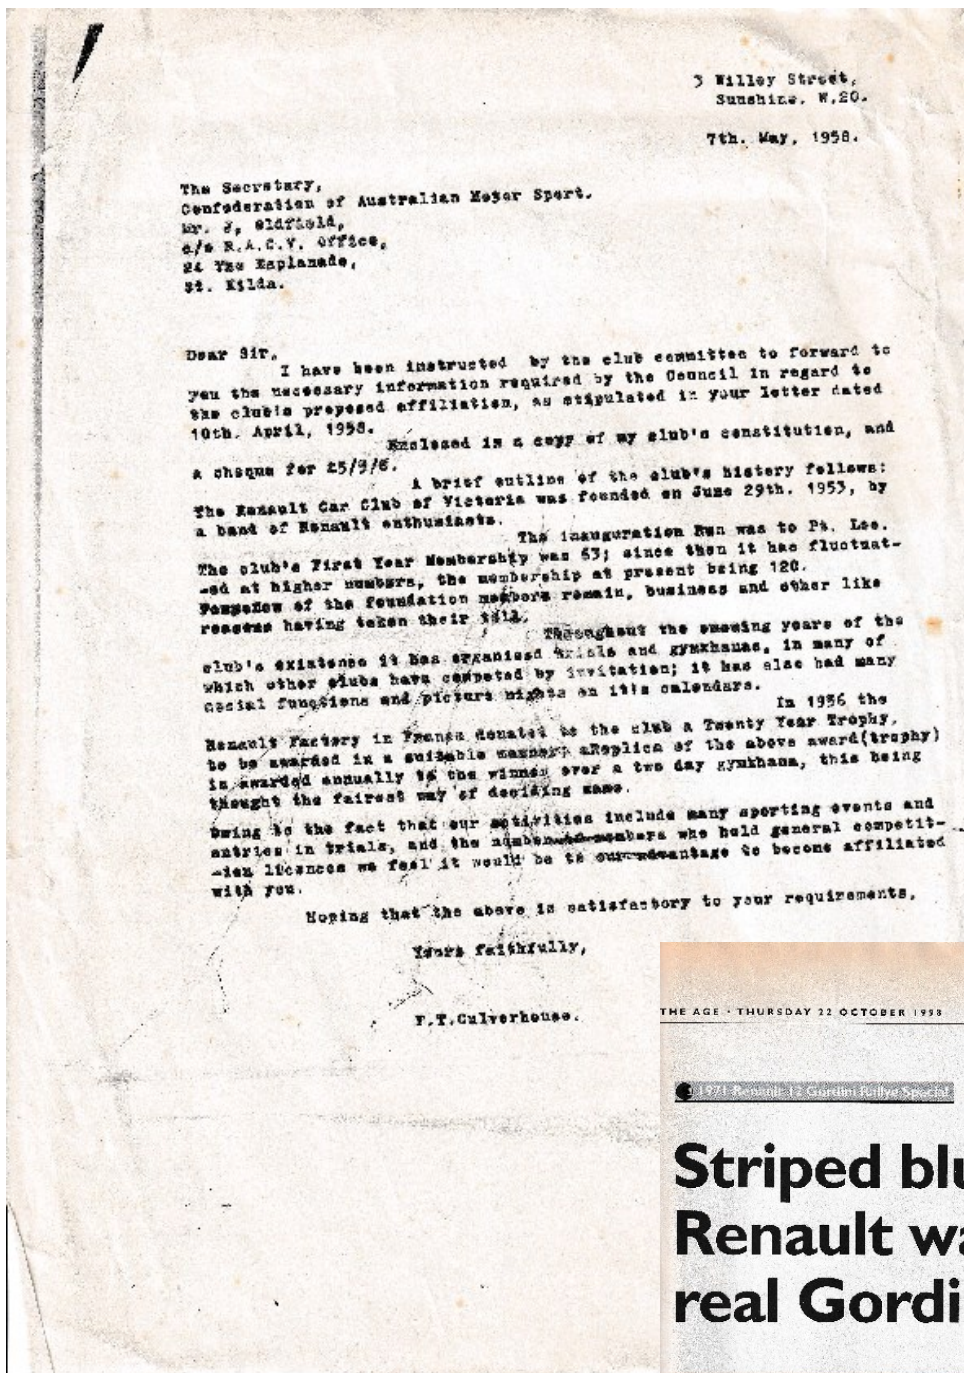 3 Willey Street,
Sunshine. W.20.
7th. May, 1958.
The Secretary,
Confederation of Australian Motor Sport.
Mr. J, Oldfield,
c/o R.A.C.V. Office,
24 The Esplanade,
St. Kilda.
Dear Sir,
I have been instructed by the club committee to forward to
you the necessary information required by the Council in regard to
the club's proposed affiliation, as stipulated in your letter dated
10th. April, 1958.
Enclosed is a copy of my club's constitution, and
a cheque for
A brief outline of the club's history follows:
The Renault Car Club of Victoria was founded on June 29th. 1953, by
a band of Renault enthusiasts.
The inauguration Run was to Pt. Leo.
The club's First Year Membership was 63; since then it has fluctuat-
-ed at higher numbers, the membership at present being 120.
of the foundation members remain, business and other like
reasons having taken their toll.
Throughout the ensuing years of the
club's existence it has organised trials and gymkhanas, in many of
which other clubs have competed by invitation; it has also had many
social functions and picture nights on it's calendars.
In 1956 the
Renault Factory in France donated to the club a Twenty Year Trophy,
to be awarded in a suitable manner; aReplica of the above award(trophy)
is awarded annually to the winner over a two day gymkhana, this being
thought the fairest way of deciding same.
Owing to the fact that our activities include many sporting events and
entries in trials, and the members who hold general competit-
-ion licences we feel it would be to our advantage to become affiliated
with you.
Hoping that the above is satisfactory to your requirements,
Yours faithfully,
F.T.Culverhouse.
THE AGE · THURSDAY 22 OCTOBER 1998
1971 Renault 12 Gordini Rallye Special
Striped blu
Renault wa
real Gordi